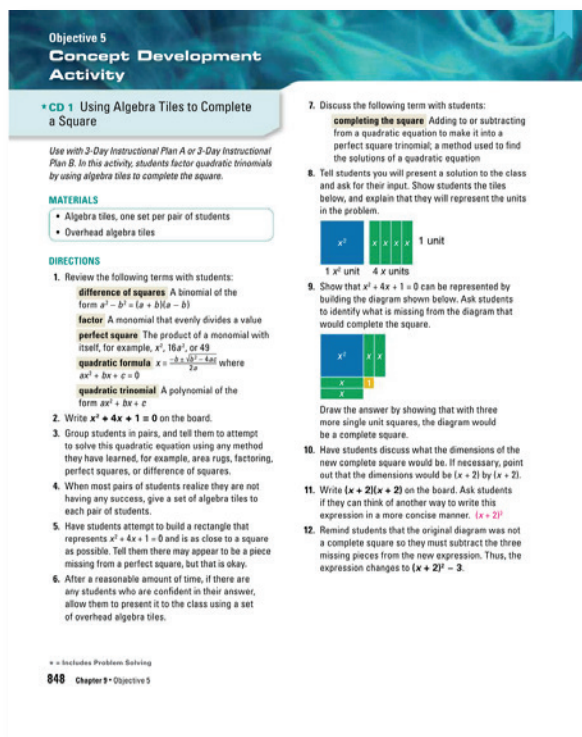 Objective 5
Concept Development
Activity
*CD 1 Using Algebra Tiles to Complete
a Square
Use with 3-Day Instructional Plan A or 3-Day Instructional
Plan B. In this activity, students factor quadratic trinomials
by using algebra tiles to complete the square.
MATERIALS
• Algebra tiles, one set per pair of students
• Overhead algebra tiles
DIRECTIONS
1. Review the following terms with students:
difference of squares A binomial of the
form a² – b² = (a + b)(a – b)
factor A monomial that evenly divides a value
perfect square The product of a monomial with
itself, for example, x², 16a², or 49
quadratic formula x = (–b ± √(b² – 4ac))/2a where
ax² + bx + c = 0
quadratic trinomial A polynomial of the
form ax² + bx + c
2. Write x² + 4x + 1 = 0 on the board.
3. Group students in pairs, and tell them to attempt
to solve this quadratic equation using any method
they have learned, for example, area rugs, factoring,
perfect squares, or difference of squares.
4. When most pairs of students realize they are not
having any success, give a set of algebra tiles to
each pair of students.
5. Have students attempt to build a rectangle that
represents x² + 4x + 1 = 0 and is as close to a square
as possible. Tell them there may appear to be a piece
missing from a perfect square, but that is okay.
6. After a reasonable amount of time, if there are
any students who are confident in their answer,
allow them to present it to the class using a set
of overhead algebra tiles.
7. Discuss the following term with students:
completing the square Adding to or subtracting
from a quadratic equation to make it into a
perfect square trinomial; a method used to find
the solutions of a quadratic equation
8. Tell students you will present a solution to the class
and ask for their input. Show students the tiles
below, and explain that they will represent the units
in the problem.
x² x x x x 1 unit
1 x² unit 4 x units
9. Show that x² + 4x + 1 = 0 can be represented by
building the diagram shown below. Ask students
to identify what is missing from the diagram that
would complete the square.
x² x x
x 1
x
Draw the answer by showing that with three
more single unit squares, the diagram would
be a complete square.
10. Have students discuss what the dimensions of the
new complete square would be. If necessary, point
out that the dimensions would be (x + 2) by (x + 2).
11. Write (x + 2)(x + 2) on the board. Ask students
if they can think of another way to write this
expression in a more concise manner. (x + 2)²
12. Remind students that the original diagram was not
a complete square so they must subtract the three
missing pieces from the new expression. Thus, the
expression changes to (x + 2)² – 3.
* = Includes Problem Solving
848 Chapter 9 • Objective 5